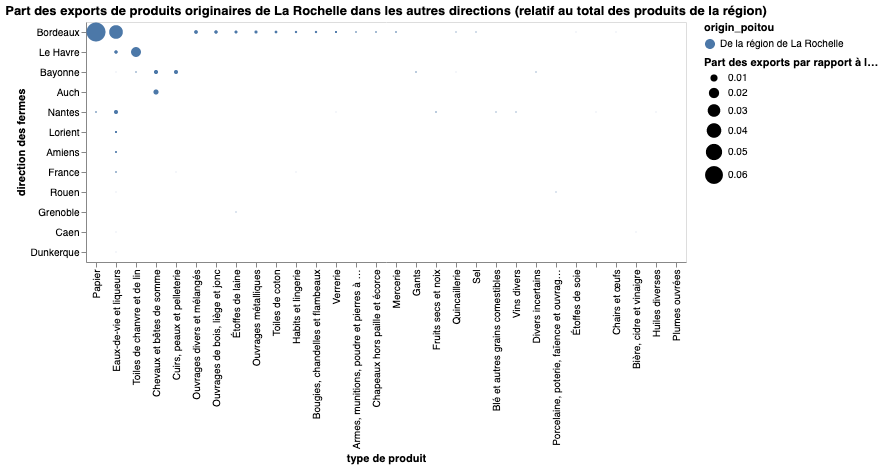 Part des exports de produits originaires de La Rochelle dans les autres directions (relatif au total des produits de la région)
origin_poitou
De la région de La Rochelle
Part des exports par rapport à l…
0.01
0.02
0.03
0.04
0.05
0.06
direction des fermes
Bordeaux
Le Havre
Bayonne
Auch
Nantes
Lorient
Amiens
France
Rouen
Grenoble
Caen
Dunkerque
Papier
Eaux-de-vie et liqueurs
Toiles de chanvre et de lin
Chevaux et bêtes de somme
Cuirs, peaux et pelleterie
Ouvrages divers et mélangés
Ouvrages de bois, liège et jonc
Étoffes de laine
Ouvrages métalliques
Toiles de coton
Habits et lingerie
Bougies, chandelles et flambeaux
Verrerie
Armes, munitions, poudre et pierres à …
Chapeaux hors paille et écorce
Mercerie
Gants
Fruits secs et noix
Quincaillerie
Sel
Blé et autres grains comestibles
Vins divers
Divers incertains
Porcelaine, poterie, faïence et ouvrag…
Étoffes de soie
Chairs et œufs
Bière, cidre et vinaigre
Huiles diverses
Plumes ouvrées
type de produit